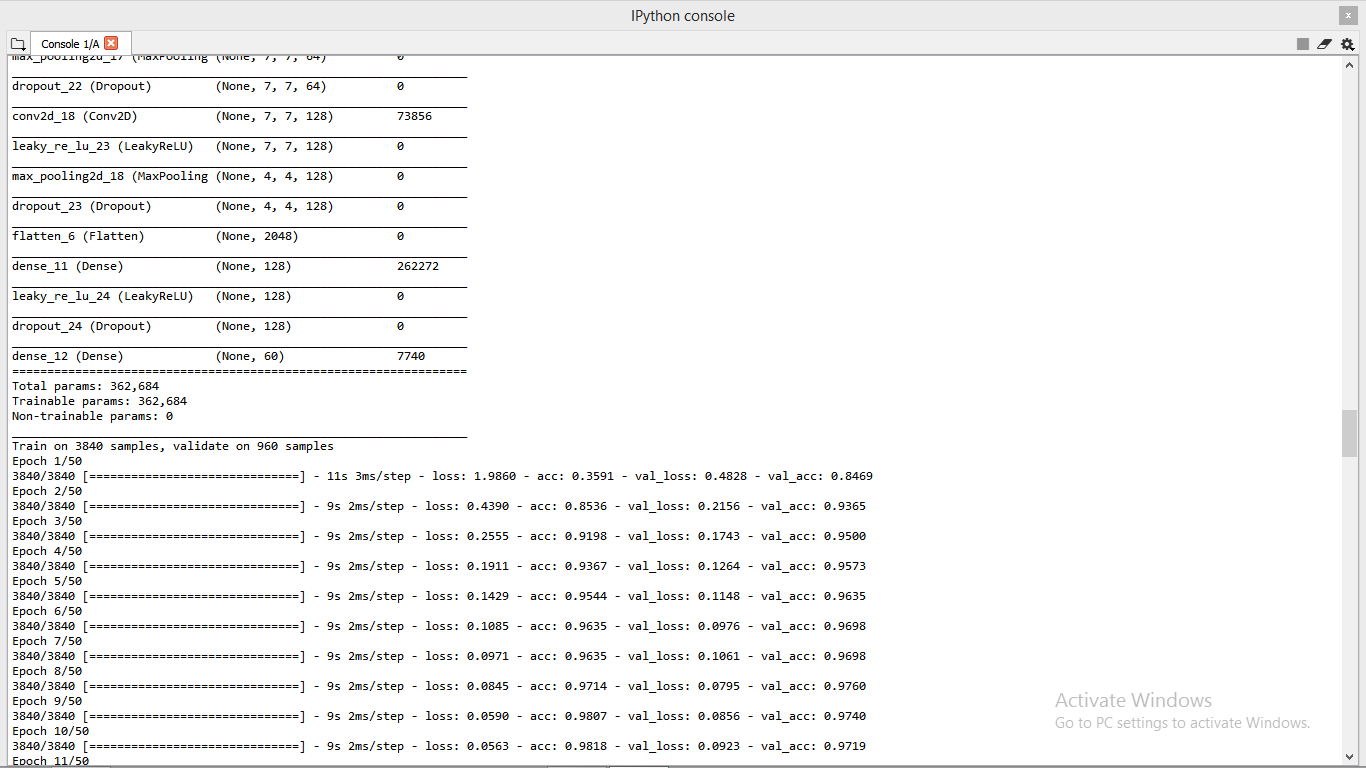 IPython console
Console 1/A
max_pooling2d_17 (MaxPooling (None, 7, 7, 64) 0
dropout_22 (Dropout) (None, 7, 7, 64) 0
conv2d_18 (Conv2D) (None, 7, 7, 128) 73856
leaky_re_lu_23 (LeakyReLU) (None, 7, 7, 128) 0
max_pooling2d_18 (MaxPooling (None, 4, 4, 128) 0
dropout_23 (Dropout) (None, 4, 4, 128) 0
flatten_6 (Flatten) (None, 2048) 0
dense_11 (Dense) (None, 128) 262272
leaky_re_lu_24 (LeakyReLU) (None, 128) 0
dropout_24 (Dropout) (None, 128) 0
dense_12 (Dense) (None, 60) 7740
=================================================================
Total params: 362,684
Trainable params: 362,684
Non-trainable params: 0
Train on 3840 samples, validate on 960 samples
Epoch 1/50
3840/3840 [==============================] - 11s 3ms/step - loss: 1.9860 - acc: 0.3591 - val_loss: 0.4828 - val_acc: 0.8469
Epoch 2/50
3840/3840 [==============================] - 9s 2ms/step - loss: 0.4390 - acc: 0.8536 - val_loss: 0.2156 - val_acc: 0.9365
Epoch 3/50
3840/3840 [==============================] - 9s 2ms/step - loss: 0.2555 - acc: 0.9198 - val_loss: 0.1743 - val_acc: 0.9500
Epoch 4/50
3840/3840 [==============================] - 9s 2ms/step - loss: 0.1911 - acc: 0.9367 - val_loss: 0.1264 - val_acc: 0.9573
Epoch 5/50
3840/3840 [==============================] - 9s 2ms/step - loss: 0.1429 - acc: 0.9544 - val_loss: 0.1148 - val_acc: 0.9635
Epoch 6/50
3840/3840 [==============================] - 9s 2ms/step - loss: 0.1085 - acc: 0.9635 - val_loss: 0.0976 - val_acc: 0.9698
Epoch 7/50
3840/3840 [==============================] - 9s 2ms/step - loss: 0.0971 - acc: 0.9635 - val_loss: 0.1061 - val_acc: 0.9698
Epoch 8/50
3840/3840 [==============================] - 9s 2ms/step - loss: 0.0845 - acc: 0.9714 - val_loss: 0.0795 - val_acc: 0.9760
Epoch 9/50
3840/3840 [==============================] - 9s 2ms/step - loss: 0.0590 - acc: 0.9807 - val_loss: 0.0856 - val_acc: 0.9740
Epoch 10/50
3840/3840 [==============================] - 9s 2ms/step - loss: 0.0563 - acc: 0.9818 - val_loss: 0.0923 - val_acc: 0.9719
Epoch 11/50
Activate Windows
Go to PC settings to activate Windows.